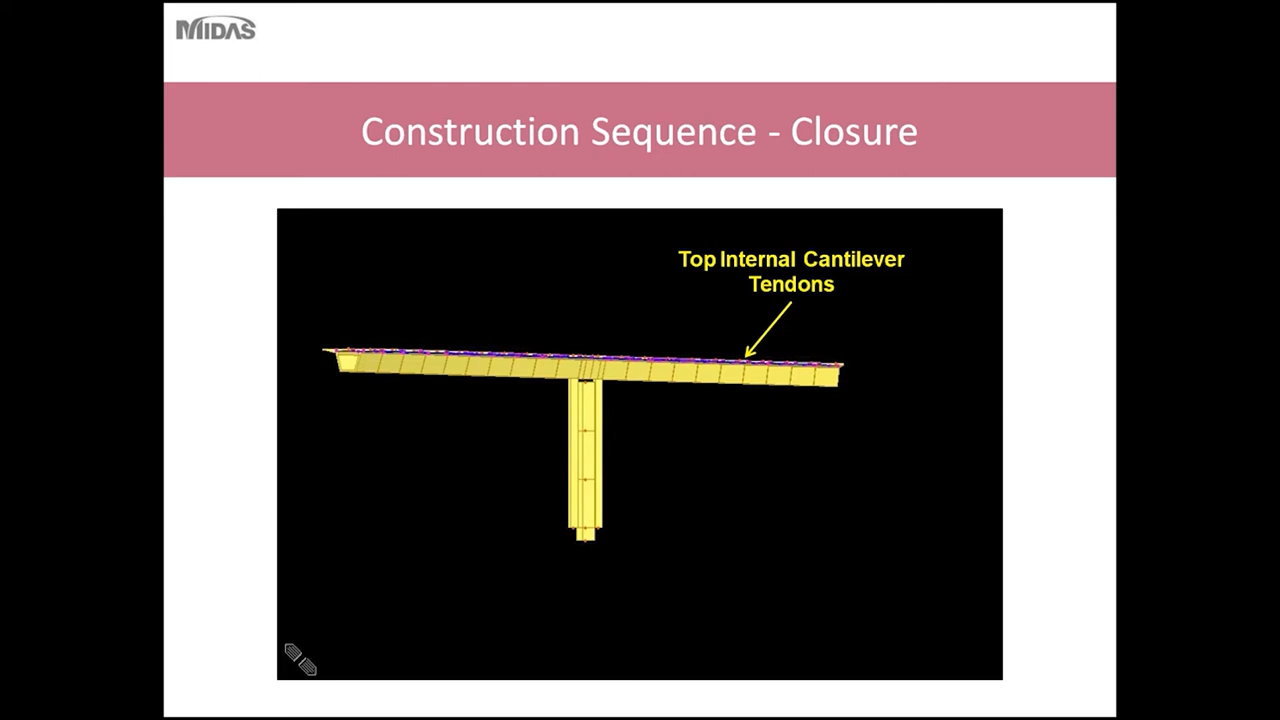 MIDAS
Construction Sequence - Closure
Top Internal Cantilever
Tendons